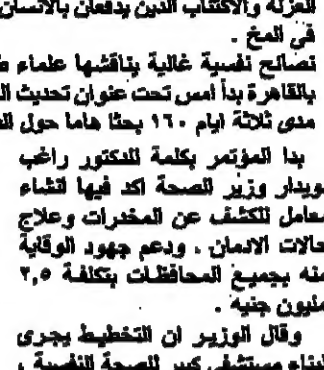 العزلة والاكتئاب الذين يدفعان بالانسان
في المخ .
نصائح نفسية غالية يناقشها علماء
بالقاهرة بدأ امس تحت عنوان تحديث
مدى ثلاثة ايام ١٦٠ بحثا هاما حول
بدا المؤتمر بكلمة للدكتور راغب
دويدار وزير الصحة اكد فيها انشاء
معامل للكشف عن المخدرات وعلاج
حالات الادمان ، ودعم جهود الوقاية
منه بجميع المحافظات بتكلفة ٢,٥
مليون جنيه .
وقال الوزير ان التخطيط يجرى
لبناء مستشفى كبير للصحة النفسية ،